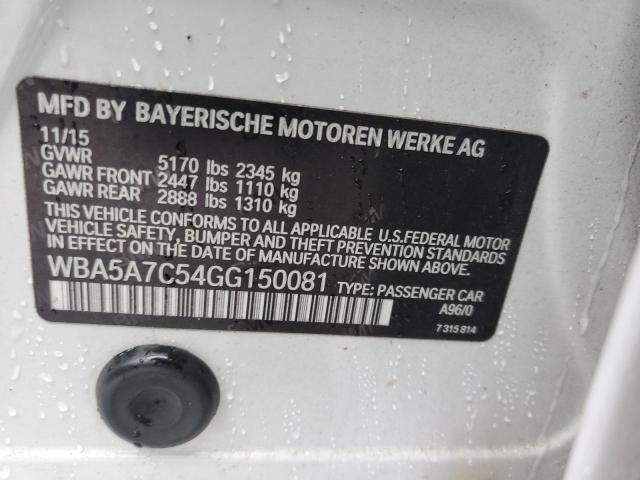 MFD BY BAYERISCHE MOTOREN WERKE AG
11/15
GVWR 5170 lbs 2345 kg
GAWR FRONT 2447 lbs 1110 kg
GAWR REAR 2888 lbs 1310 kg
THIS VEHICLE CONFORMS TO ALL APPLICABLE U.S.FEDERAL MOTOR
VEHICLE SAFETY, BUMPER AND THEFT PREVENTION STANDARDS
IN EFFECT ON THE DATE OF MANUFACTURE SHOWN ABOVE.
WBA5A7C54GG150081 TYPE: PASSENGER CAR
A96/0
7 315 814